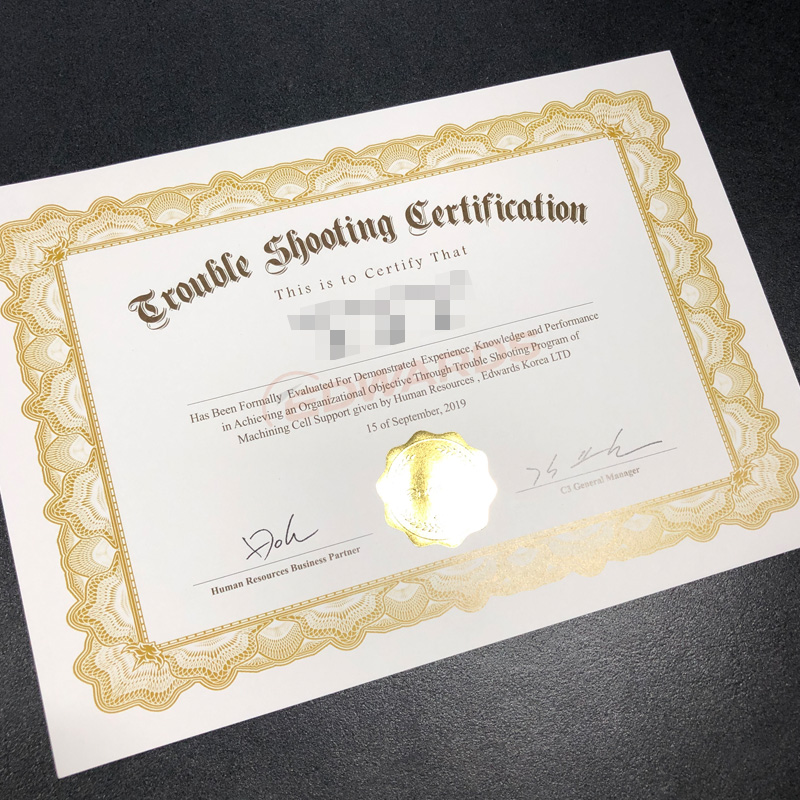 Trouble Shooting Certification
This is to Certify That
Has Been Formally Evaluated For Demonstrated Experience, Knowledge and Performance
in Achieving an Organizational Objective Through Trouble Shooting Program of
Machining Cell Support given by Human Resources , Edwards Korea LTD
EDWARDS
15 of September, 2019
C3 General Manager
Human Resources Business Partner